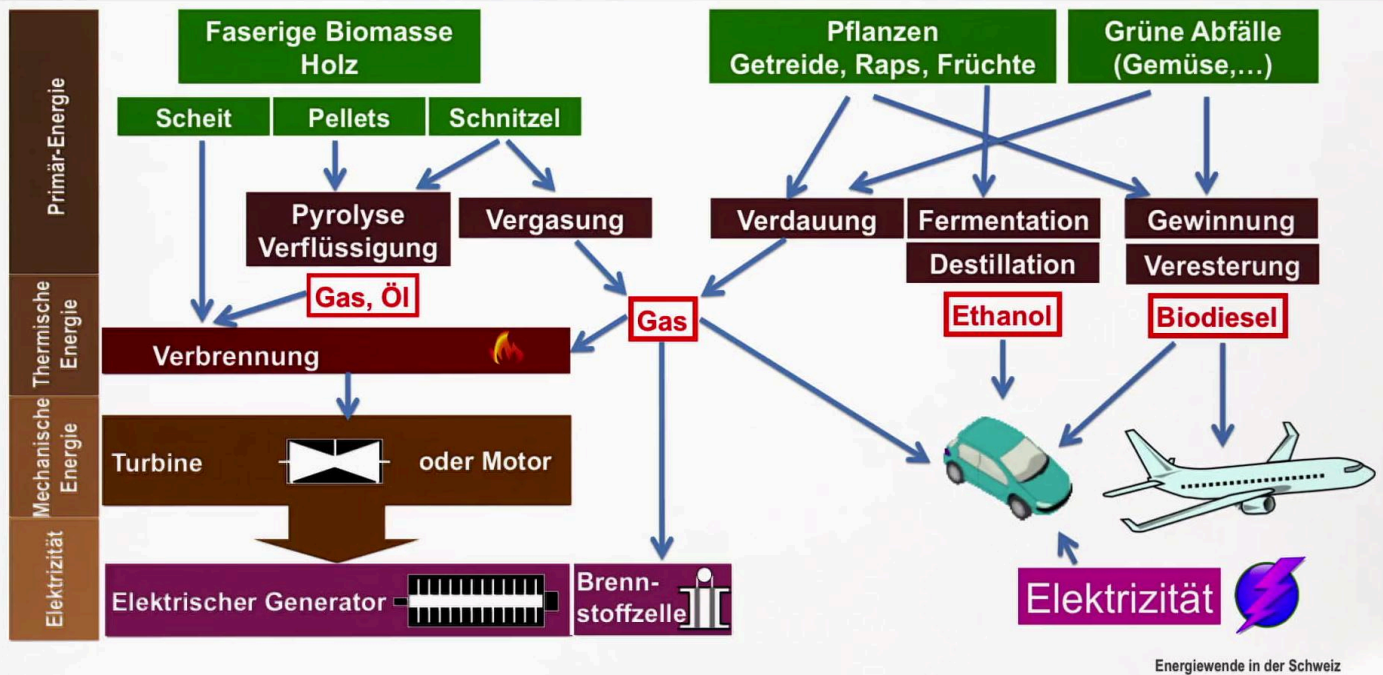 Faserige Biomasse
Holz
Pflanzen
Getreide, Raps, Früchte
Grüne Abfälle
(Gemüse,...)
Primär-Energie
Scheit
Pellets
Schnitzel
Pyrolyse
Verflüssigung
Vergasung
Verdauung
Fermentation
Destillation
Gewinnung
Veresterung
Thermische
Energie
Gas, Öl
Gas
Ethanol
Biodiesel
Verbrennung
Mechanische
Energie
Turbine
oder Motor
Elektrizität
Elektrischer Generator
Brenn-
stoffzelle
Elektrizität
Energiewende in der Schweiz